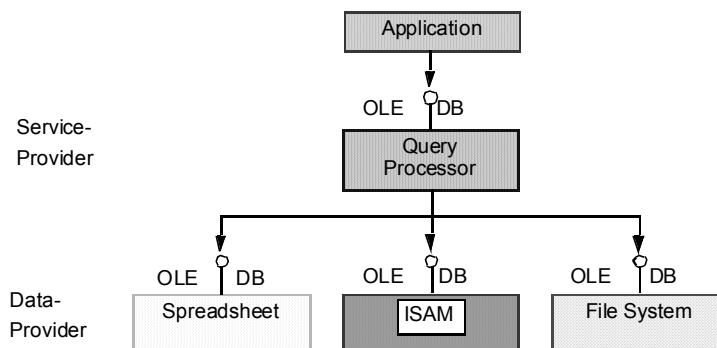 Application
OLE DB
Service-
Provider
Query
Processor
OLE DB
OLE DB
OLE DB
Data-
Provider
Spreadsheet
ISAM
File System